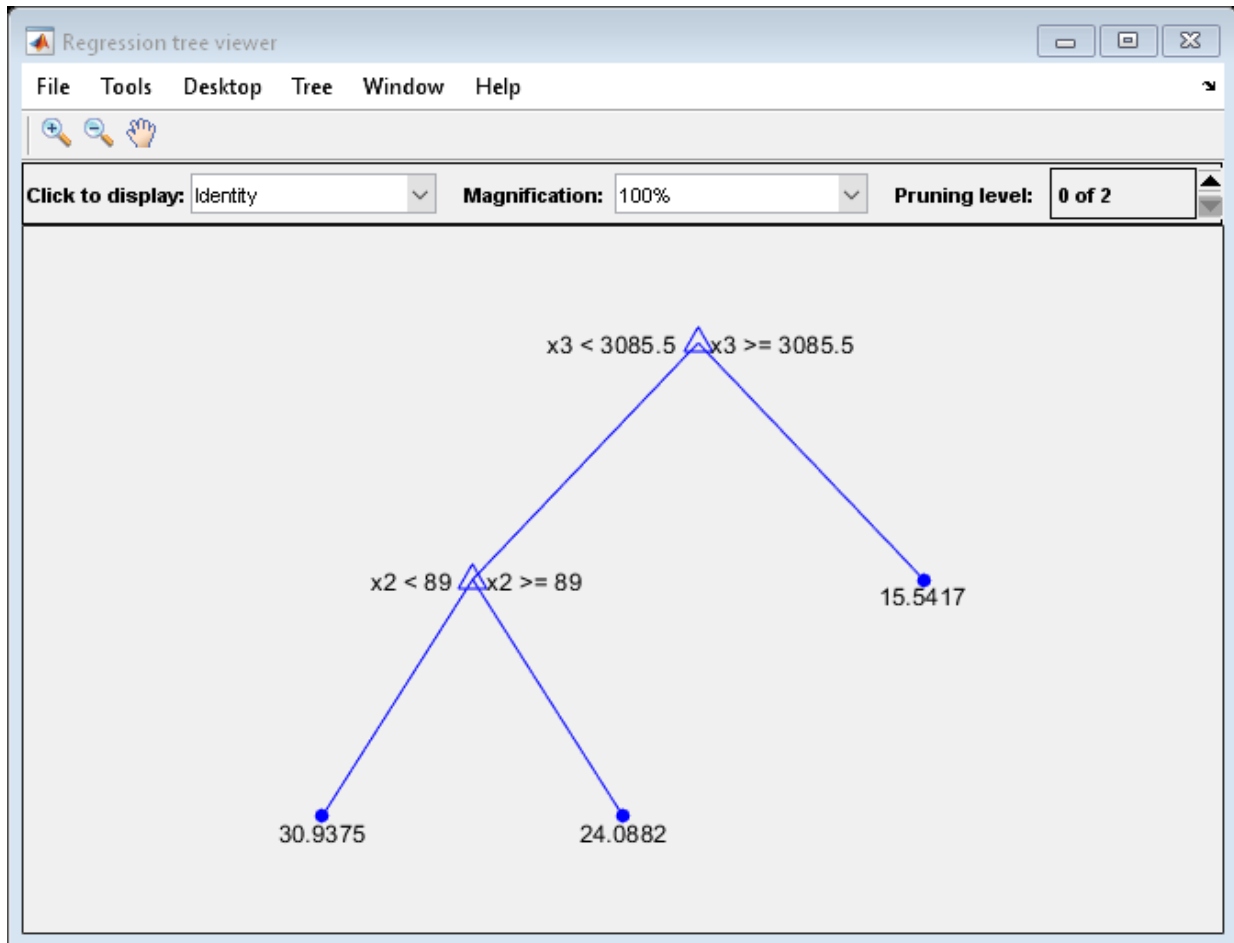 Regression tree viewer
File Tools Desktop Tree Window Help
Click to display: Identity Magnification: 100% Pruning level: 0 of 2
x3 < 3085.5 x3 >= 3085.5
x2 < 89 x2 >= 89
15.5417
30.9375 24.0882